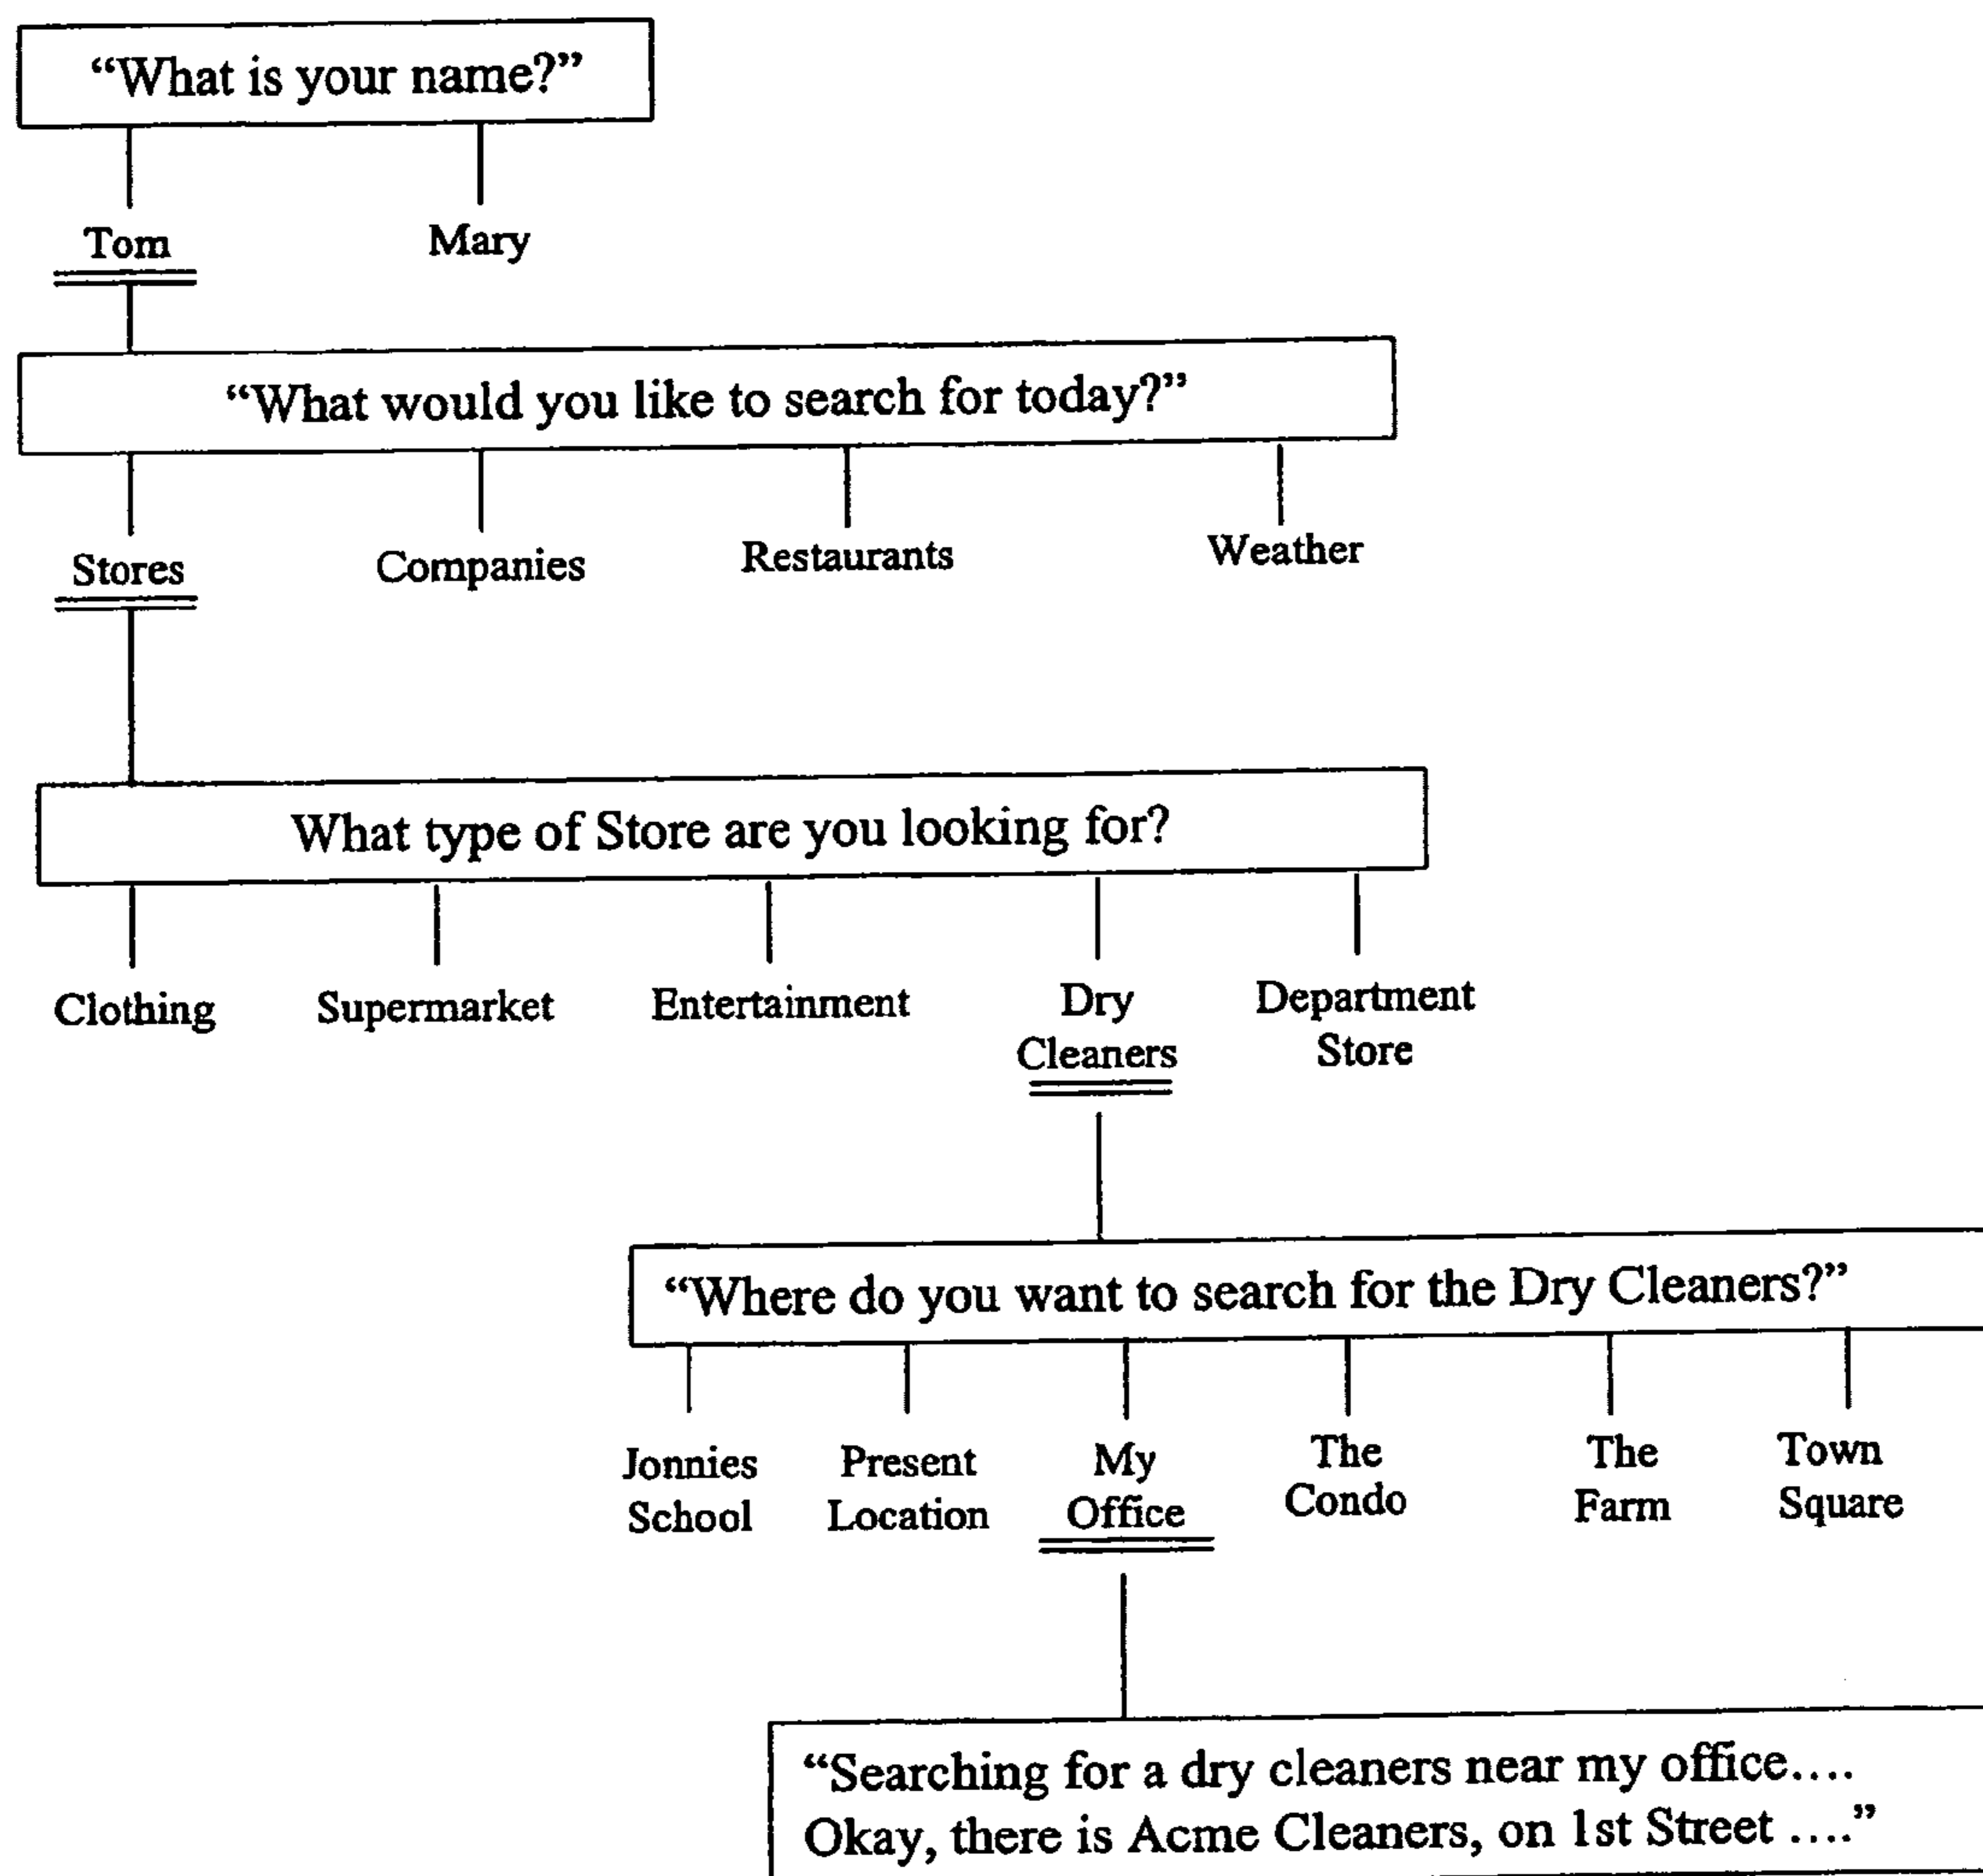 “What is your name?”
Tom Mary
“What would you like to search for today?”
Stores Companies Restaurants Weather
What type of Store are you looking for?
Clothing Supermarket Entertainment Dry Department
Cleaners Store
“Where do you want to search for the Dry Cleaners?”
Jonnies Present My The The Town
School Location Office Condo Farm Square
“Searching for a dry cleaners near my office....
Okay, there is Acme Cleaners, on 1st Street ....”